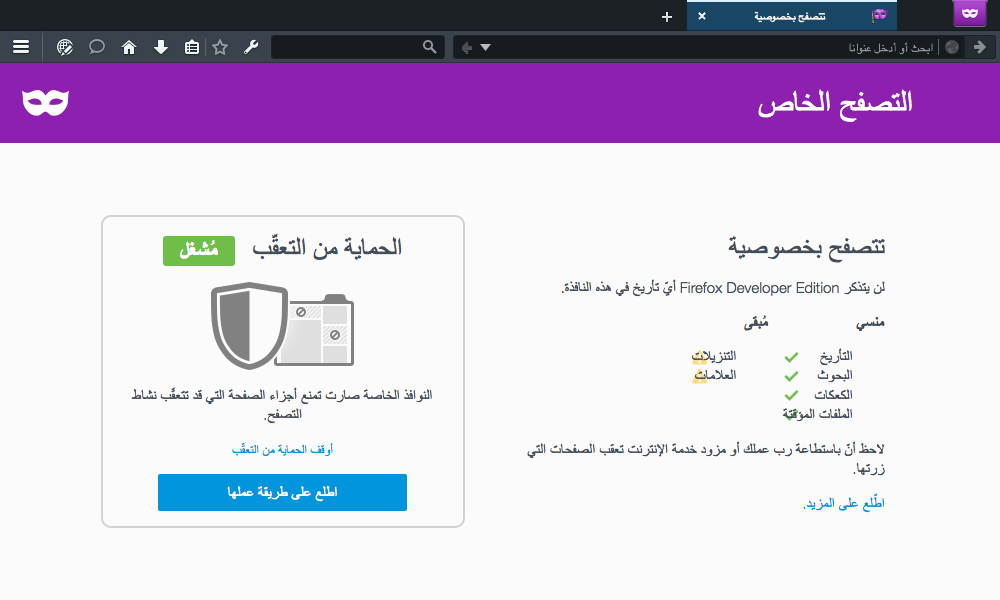 تتصفح بخصوصية
ابحث أو أدخل عنوانا
التصفح الخاص
تتصفح بخصوصية
لن يتذكر Firefox Developer Edition أيّ تأريخ في هذه النافذة.
منسي
مُبقى
التأريخ
التنزيلات
البحوث
العلامات
الكعكات
الملفات المؤقتة
لاحظ أنّ باستطاعة رب عملك أو مزود خدمة الإنترنت تعقب الصفحات التي
زرتها.
اطّلع على المزيد.
الحماية من التعقّب
مُشغل
النوافذ الخاصة صارت تمنع أجزاء الصفحة التي قد تتعقّب نشاط
التصفح.
أوقف الحماية من التعقّب
اطلع على طريقة عملها